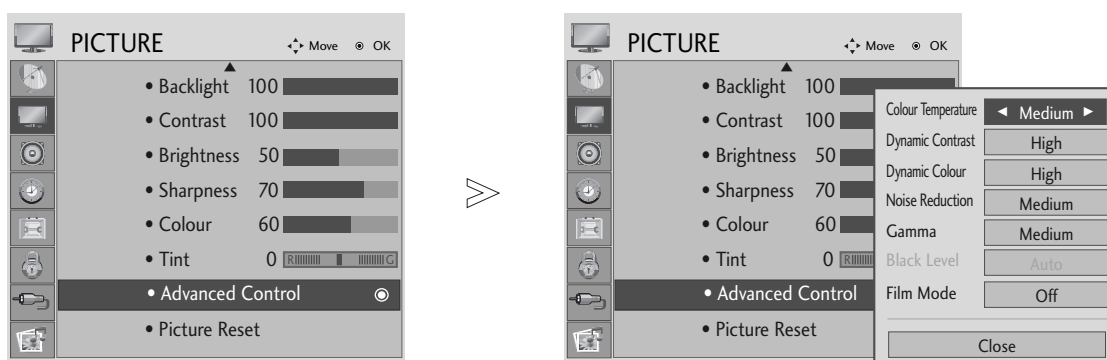 PICTURE Move OK
• Backlight 100
• Contrast 100
• Brightness 50
• Sharpness 70
• Colour 60
• Tint 0 R G
• Advanced Control
• Picture Reset
PICTURE Move OK
• Backlight 100
• Contrast 100
• Brightness 50
• Sharpness 70
• Colour 60
• Tint 0 R
• Advanced Control
• Picture Reset
Colour Temperature ◄ Medium ►
Dynamic Contrast High
Dynamic Colour High
Noise Reduction Medium
Gamma Medium
Black Level Auto
Film Mode Off
Close